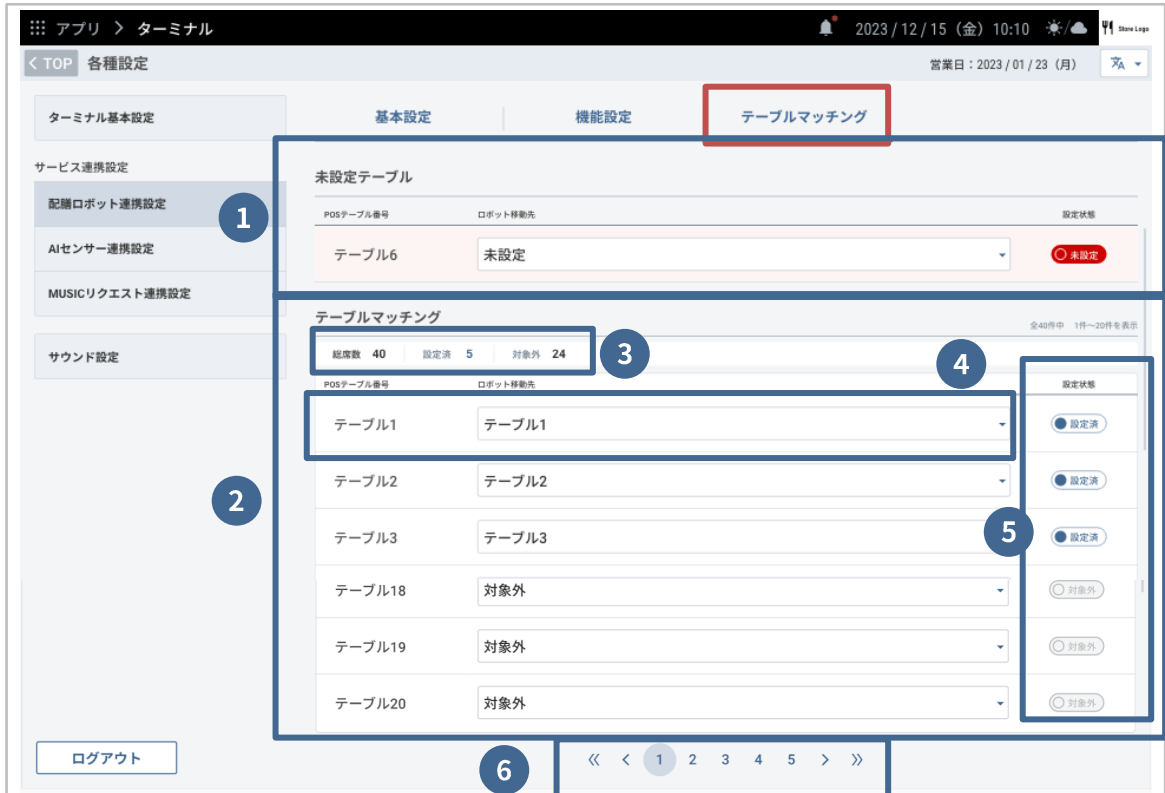 アプリ > ターミナル 2023 / 12 / 15（金）10:10 Store Logo
< TOP 各種設定 営業日：2023 / 01 / 23（月）
ターミナル基本設定
サービス連携設定
配膳ロボット連携設定
AIセンサー連携設定
MUSICリクエスト連携設定
サウンド設定
ログアウト
基本設定 機能設定 テーブルマッチング
1
未設定テーブル
POSテーブル番号 ロボット移動先 設定状態
テーブル6 未設定 未設定
2
テーブルマッチング 全40件中 1件〜20件を表示
総席数 40 設定済 5 対象外 24 3
4
POSテーブル番号 ロボット移動先 設定状態
テーブル1 テーブル1 設定済
テーブル2 テーブル2 設定済
テーブル3 テーブル3 5 設定済
テーブル18 対象外 対象外
テーブル19 対象外 対象外
テーブル20 対象外 対象外
6 « < 1 2 3 4 5 > »